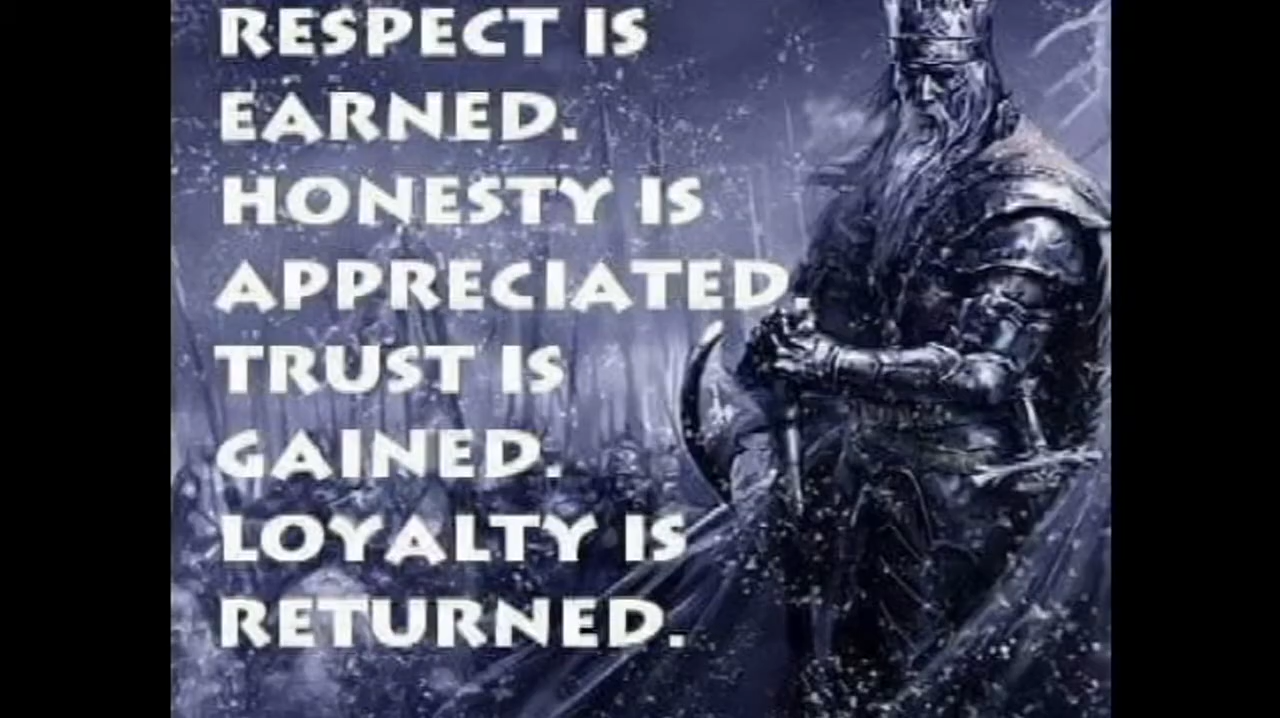 RESPECT IS
EARNED.
HONESTY IS
APPRECIATED.
TRUST IS
GAINED.
LOYALTY IS
RETURNED.